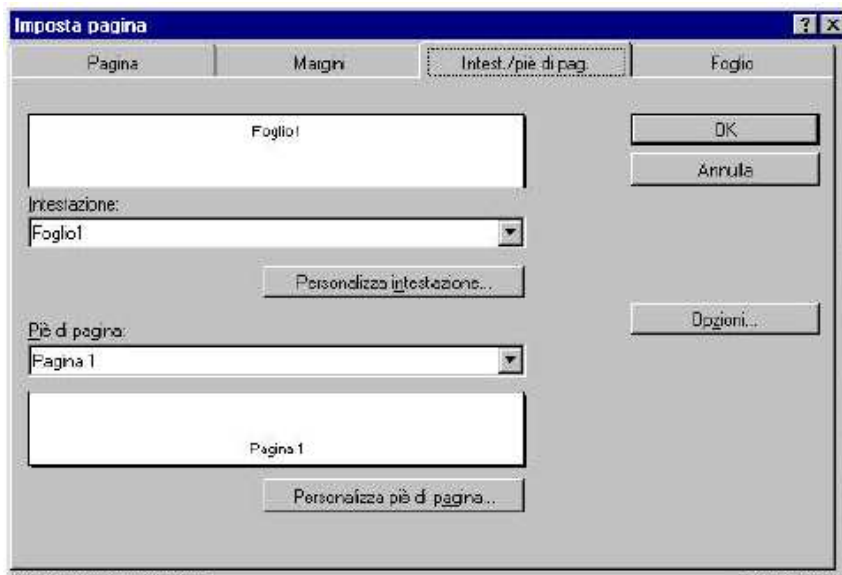 Imposta pagina
Pagina Margini Intest./piè di pag. Foglio
Foglio1
OK
Annulla
Intestazione:
Foglio1
Personalizza intestazione...
Opzioni...
Piè di pagina:
Pagina 1
Pagina 1
Personalizza piè di pagina...